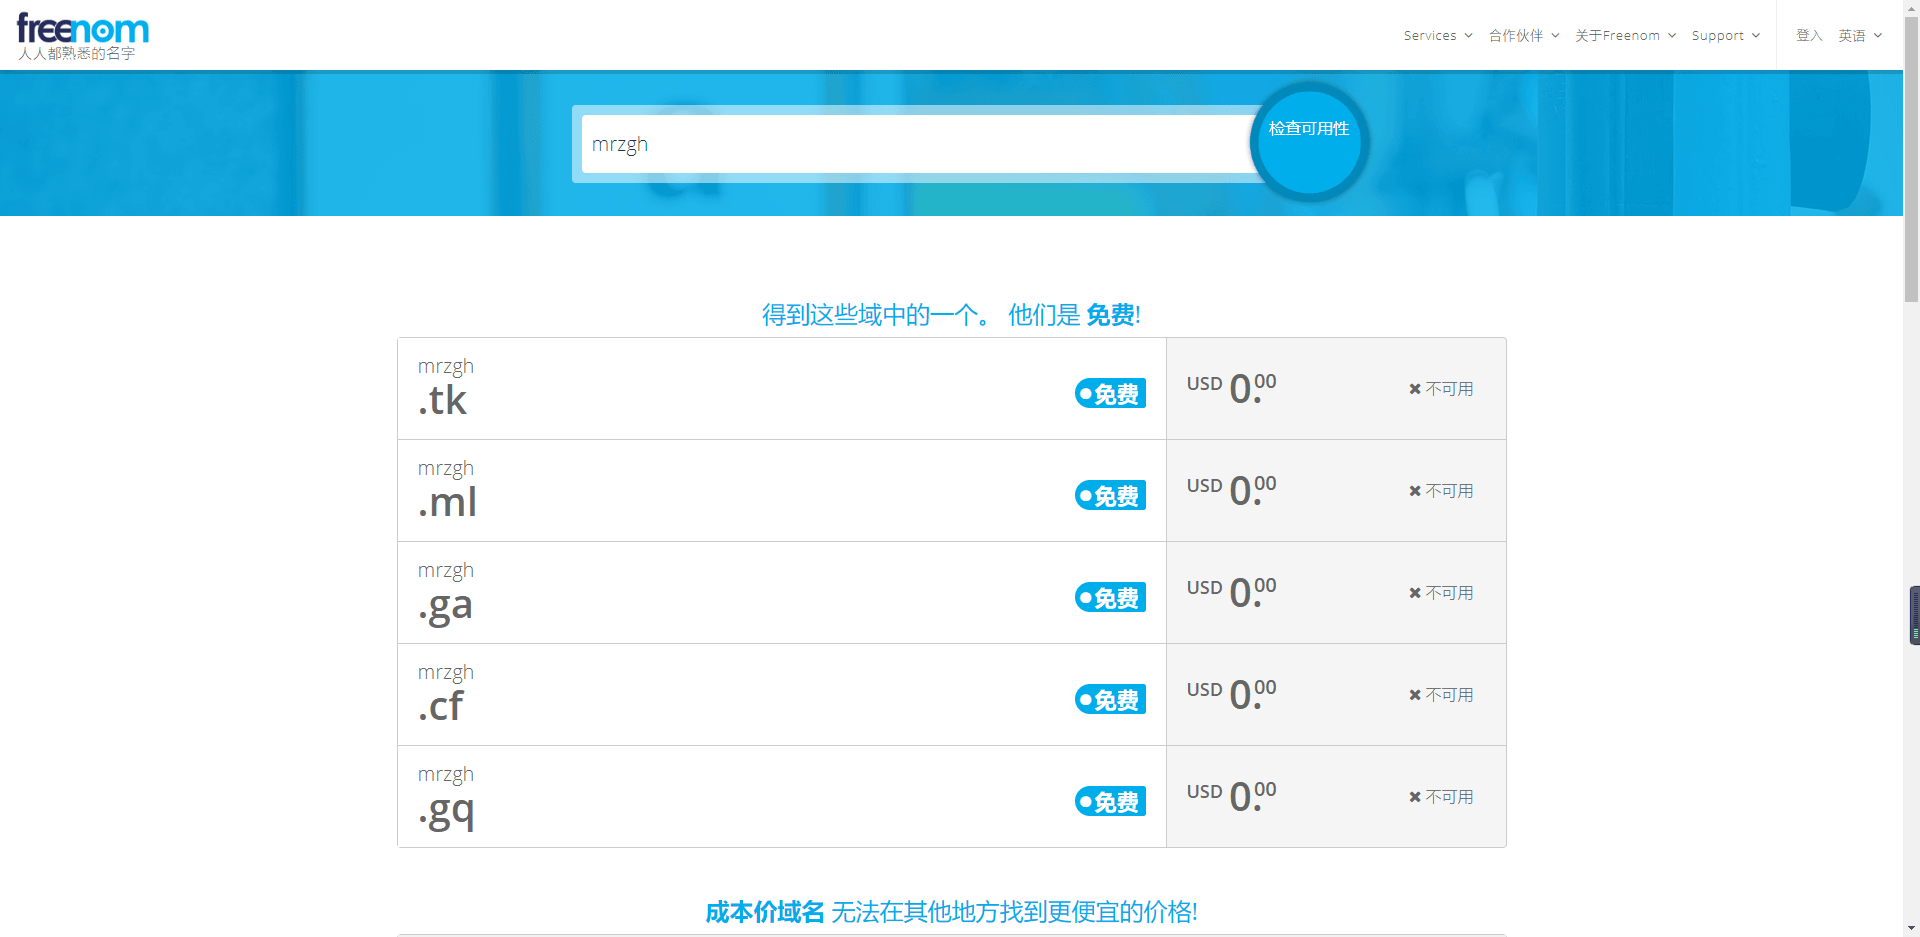 freenom
人人都熟悉的名字
Services 合作伙伴 关于Freenom Support 登入 英语
mrzgh
检查可用性
得到这些域中的一个。 他们是 免费!
mrzgh
.tk
免费
USD 0.00
不可用
mrzgh
.ml
免费
USD 0.00
不可用
mrzgh
.ga
免费
USD 0.00
不可用
mrzgh
.cf
免费
USD 0.00
不可用
mrzgh
.gq
免费
USD 0.00
不可用
成本价域名 无法在其他地方找到更便宜的价格!